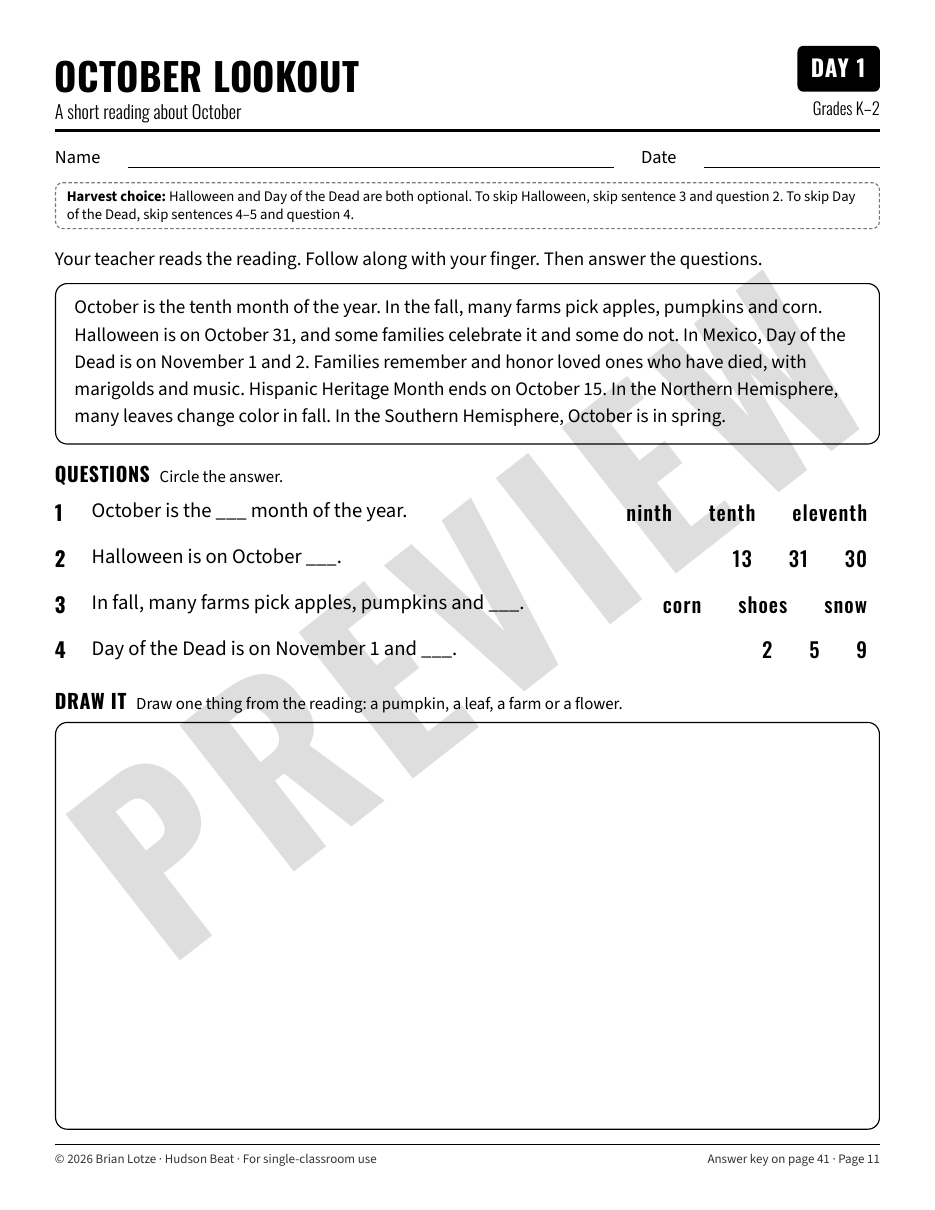 OCTOBER LOOKOUT
DAY 1
A short reading about October
Grades K–2
Name
Date
Harvest choice: Halloween and Day of the Dead are both optional. To skip Halloween, skip sentence 3 and question 2. To skip Day
of the Dead, skip sentences 4–5 and question 4.
Your teacher reads the reading. Follow along with your finger. Then answer the questions.
October is the tenth month of the year. In the fall, many farms pick apples, pumpkins and corn.
Halloween is on October 31, and some families celebrate it and some do not. In Mexico, Day of the
Dead is on November 1 and 2. Families remember and honor loved ones who have died, with
marigolds and music. Hispanic Heritage Month ends on October 15. In the Northern Hemisphere,
many leaves change color in fall. In the Southern Hemisphere, October is in spring.
QUESTIONS Circle the answer.
1 October is the ___ month of the year. ninth tenth eleventh
2 Halloween is on October ___. 13 31 30
3 In fall, many farms pick apples, pumpkins and ___. corn shoes snow
4 Day of the Dead is on November 1 and ___. 2 5 9
DRAW IT Draw one thing from the reading: a pumpkin, a leaf, a farm or a flower.
PREVIEW
© 2026 Brian Lotze · Hudson Beat · For single-classroom use
Answer key on page 41 · Page 11